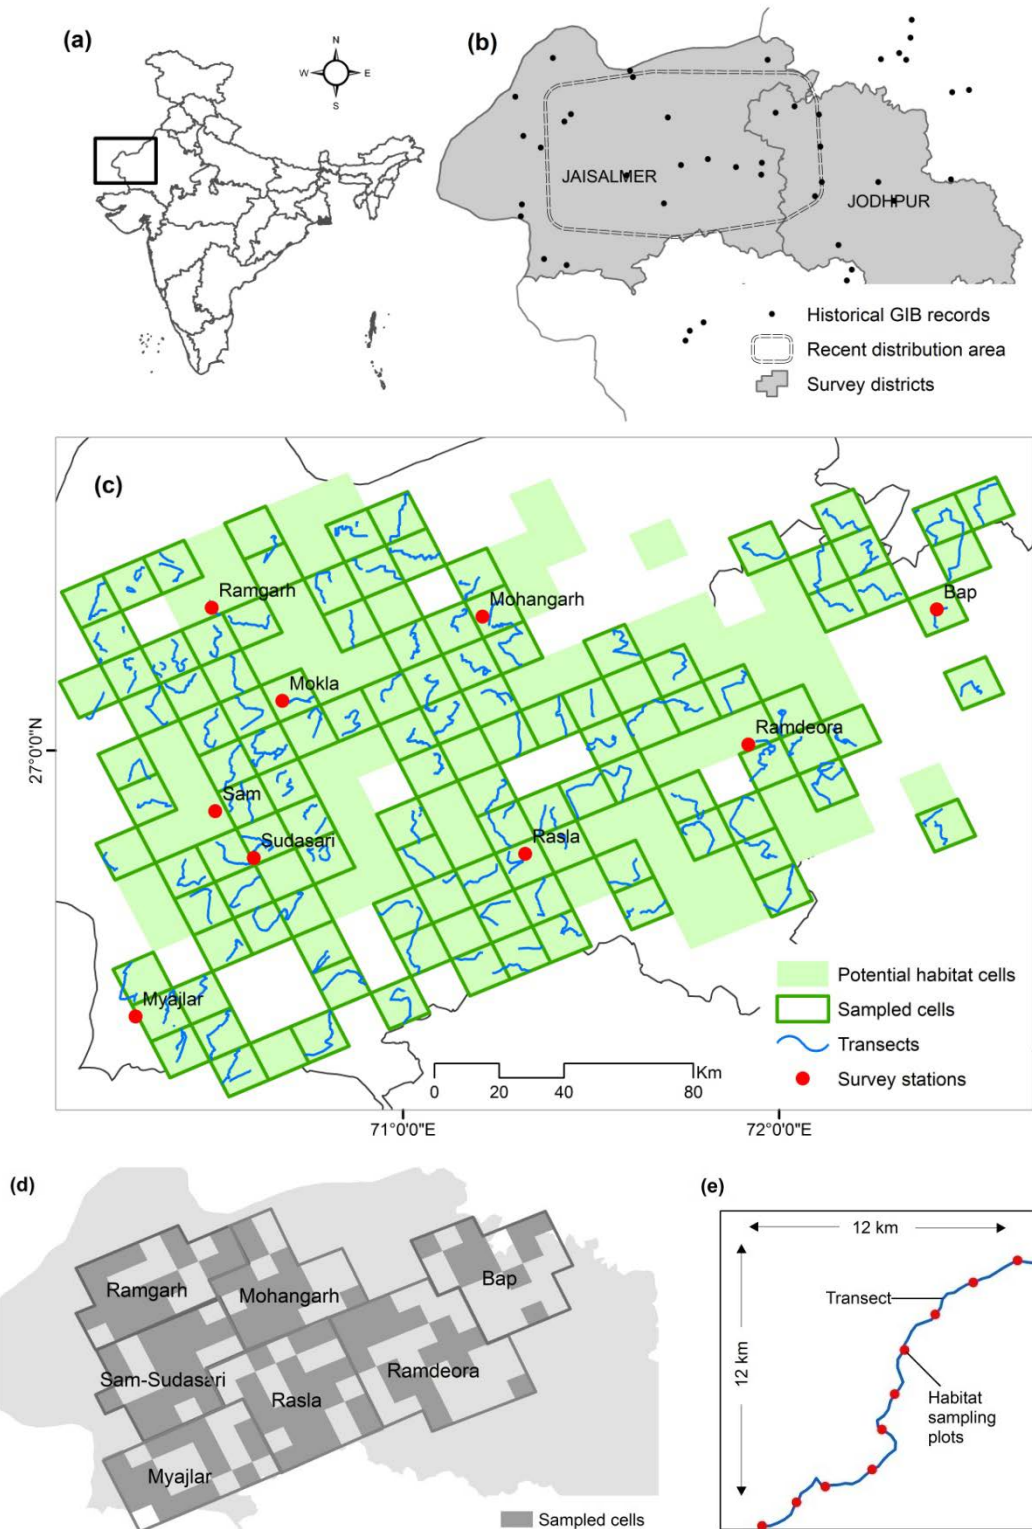 (a)
N
W E
S
(b)
JAISALMER
JODHPUR
Historical GIB records
Recent distribution area
Survey districts
(c)
Ramgarh
Mohangarh
Bap
Mokla
Ramdeora
27°0'0"N
Sam
Sudasari
Rasla
Myajlar
Potential habitat cells
Sampled cells
Transects
Survey stations
Km
0 20 40 80
71°0'0"E
72°0'0"E
(d)
Ramgarh
Mohangarh
Bap
Sam-Sudasari
Rasla
Ramdeora
Myajlar
Sampled cells
(e)
12 km
Transect
12 km
Habitat
sampling
plots